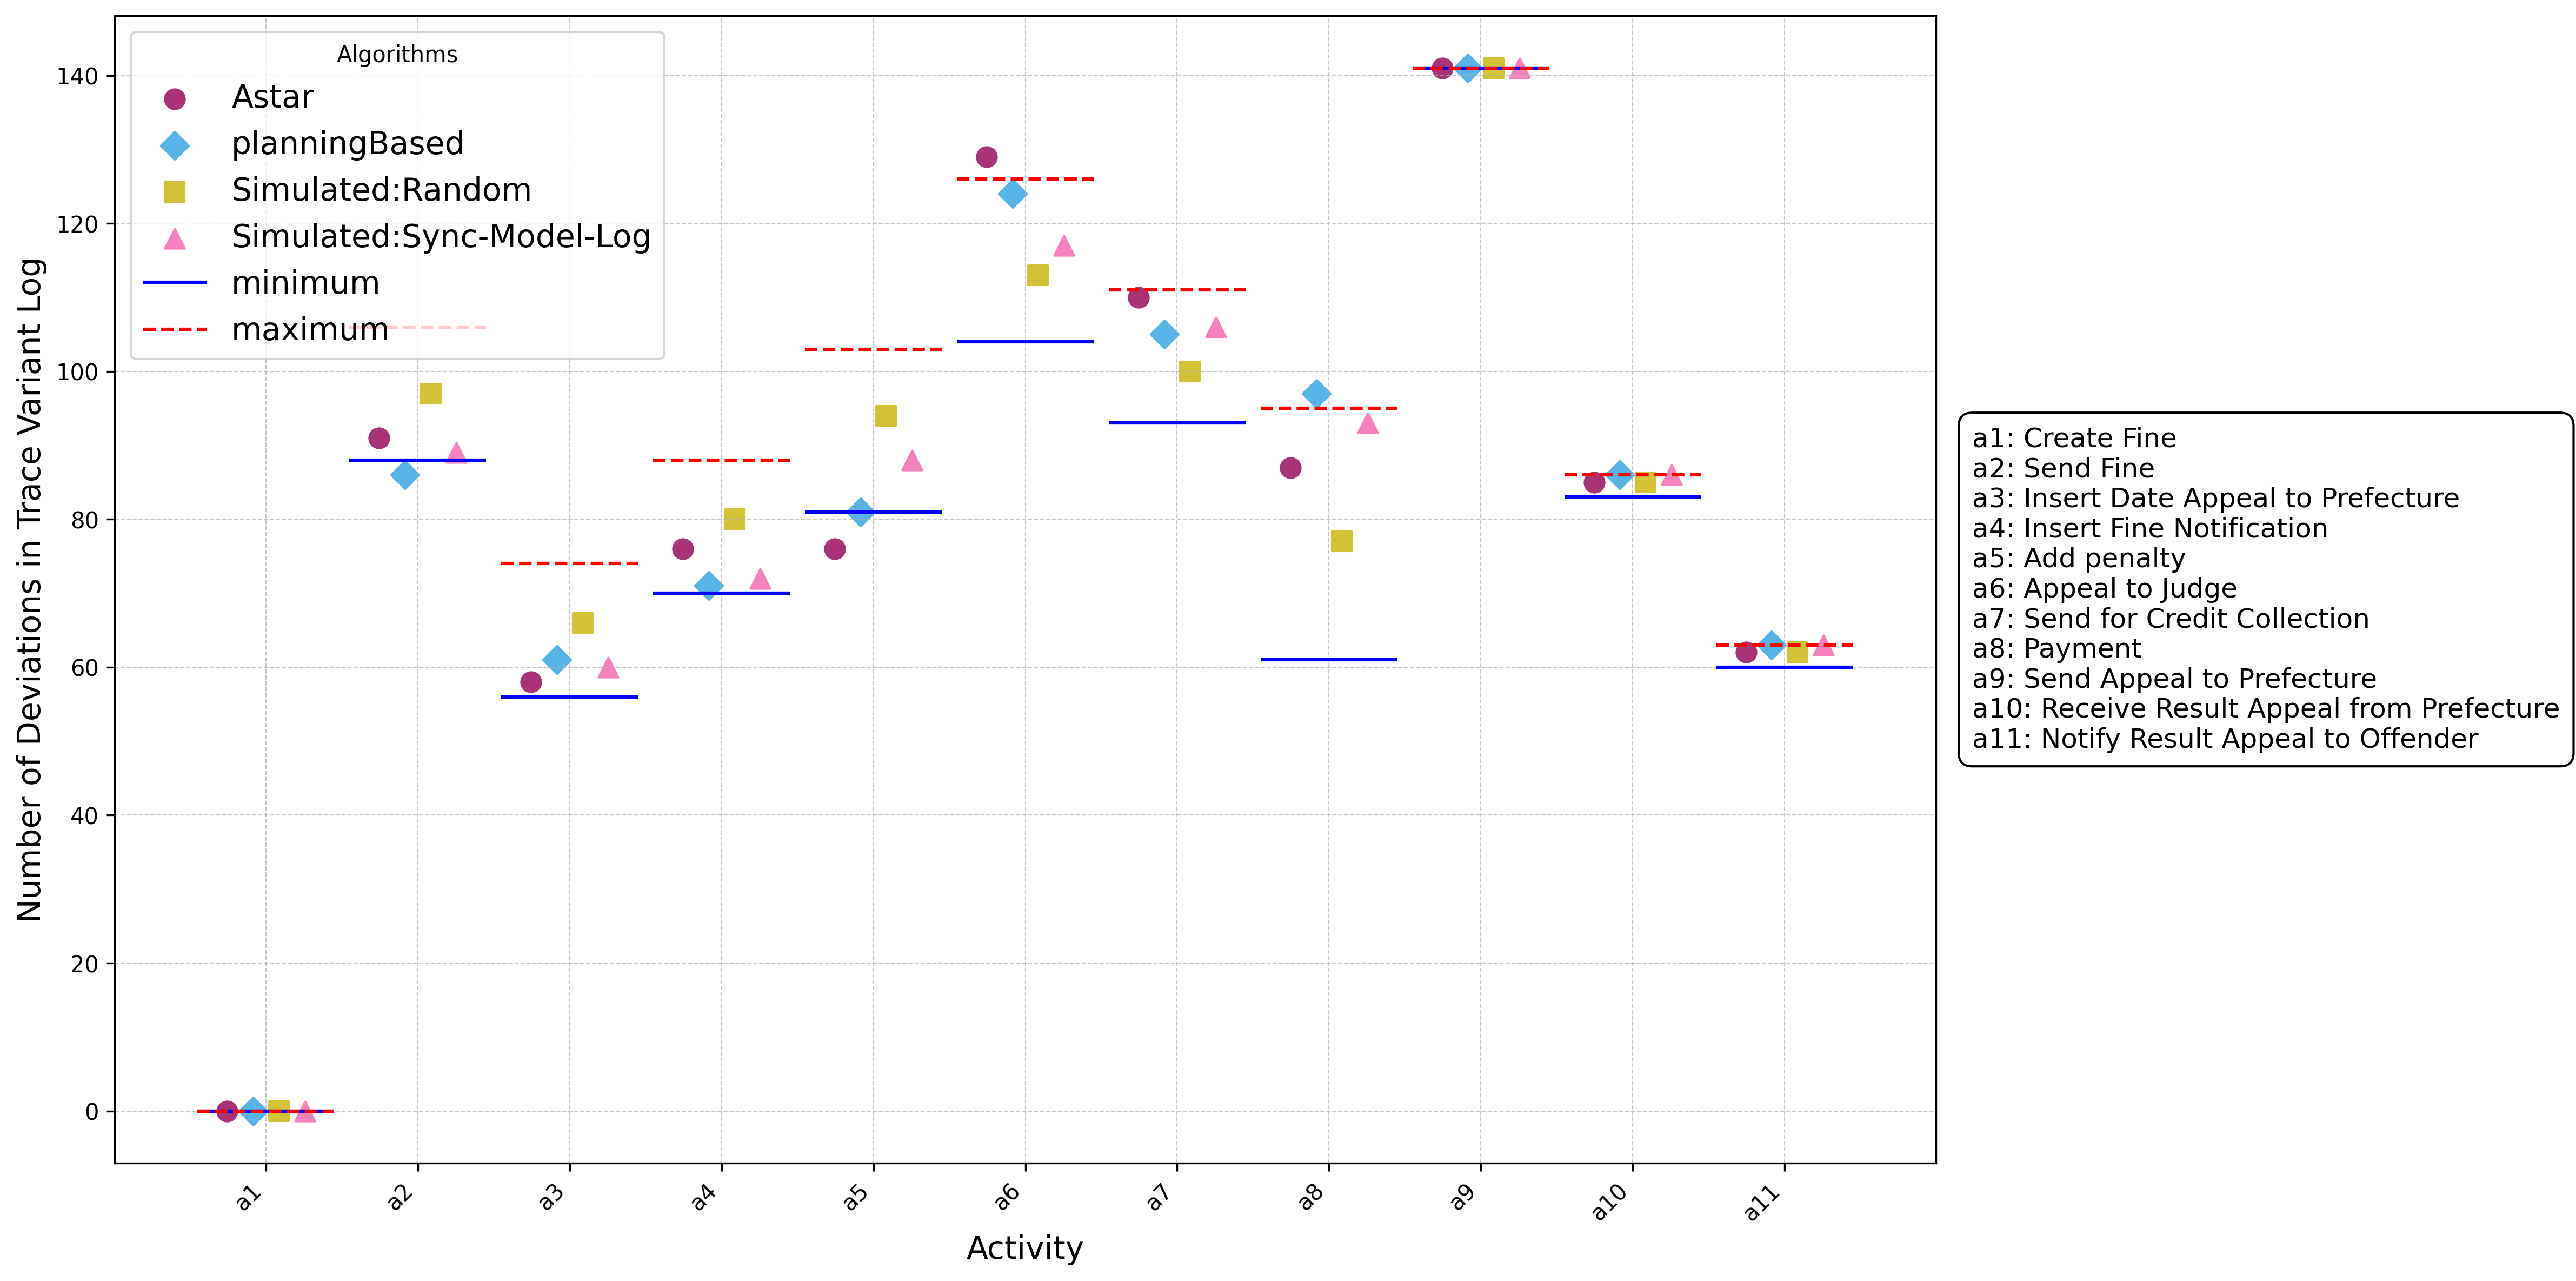 Algorithms
Astar
planningBased
Simulated:Random
Simulated:Sync-Model-Log
minimum
maximum
140
120
100
80
60
40
20
0
Number of Deviations in Trace Variant Log
a1
a2
a3
a4
a5
a6
a7
a8
a9
a10
a11
Activity
a1: Create Fine
a2: Send Fine
a3: Insert Date Appeal to Prefecture
a4: Insert Fine Notification
a5: Add penalty
a6: Appeal to Judge
a7: Send for Credit Collection
a8: Payment
a9: Send Appeal to Prefecture
a10: Receive Result Appeal from Prefecture
a11: Notify Result Appeal to Offender